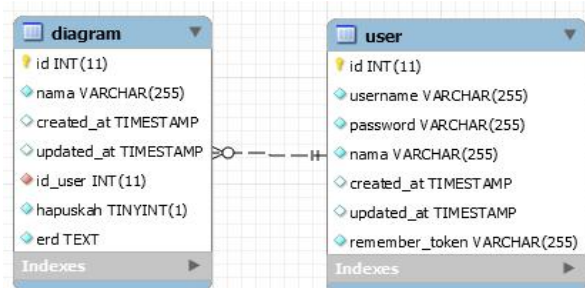 diagram
id INT(11)
nama VARCHAR(255)
created_at TIMESTAMP
updated_at TIMESTAMP
id_user INT(11)
hapuskah TINYINT(1)
erd TEXT
Indexes
user
id INT(11)
username VARCHAR(255)
password VARCHAR(255)
nama VARCHAR(255)
created_at TIMESTAMP
updated_at TIMESTAMP
remember_token VARCHAR(255)
Indexes